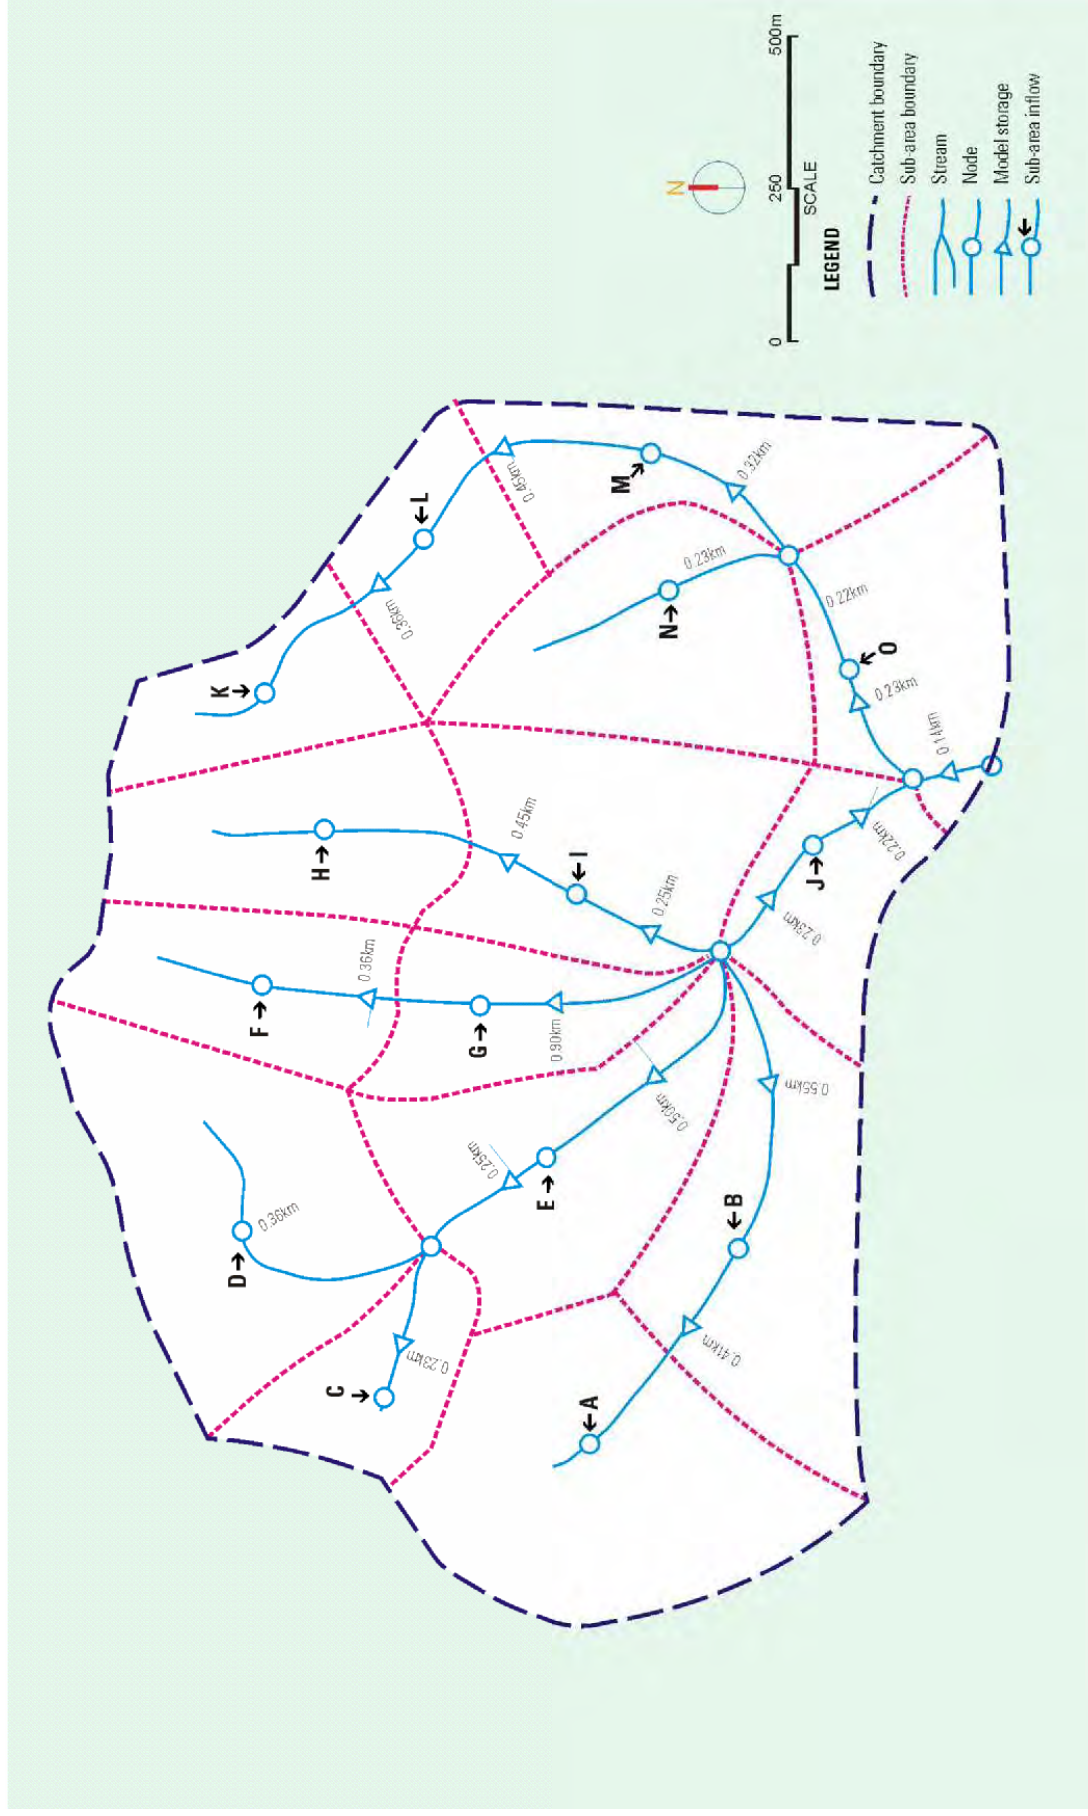 N
0
250
500m
SCALE
LEGEND
Catchment boundary
Sub-area boundary
Stream
Node
Model storage
Sub-area inflow
K
L
0.36km
0.45km
M
0.32km
N
0.23km
0.22km
O
0.23km
0.14km
H
0.45km
I
0.25km
J
0.23km
0.22km
F
0.36km
G
0.90km
D
0.36km
C
0.23km
0.25km
E
0.50km
A
0.41km
B
0.55km